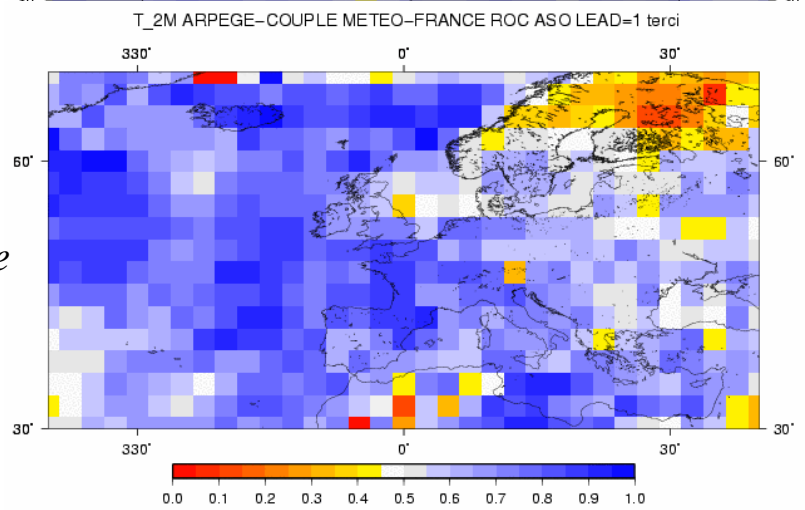 T_2M ARPEGE-COUPLE METEO-FRANCE ROC ASO LEAD=1 terci
330˚ 0˚ 30˚
60˚ 60˚
e
30˚ 30˚
330˚ 0˚ 30˚
0.0 0.1 0.2 0.3 0.4 0.5 0.6 0.7 0.8 0.9 1.0